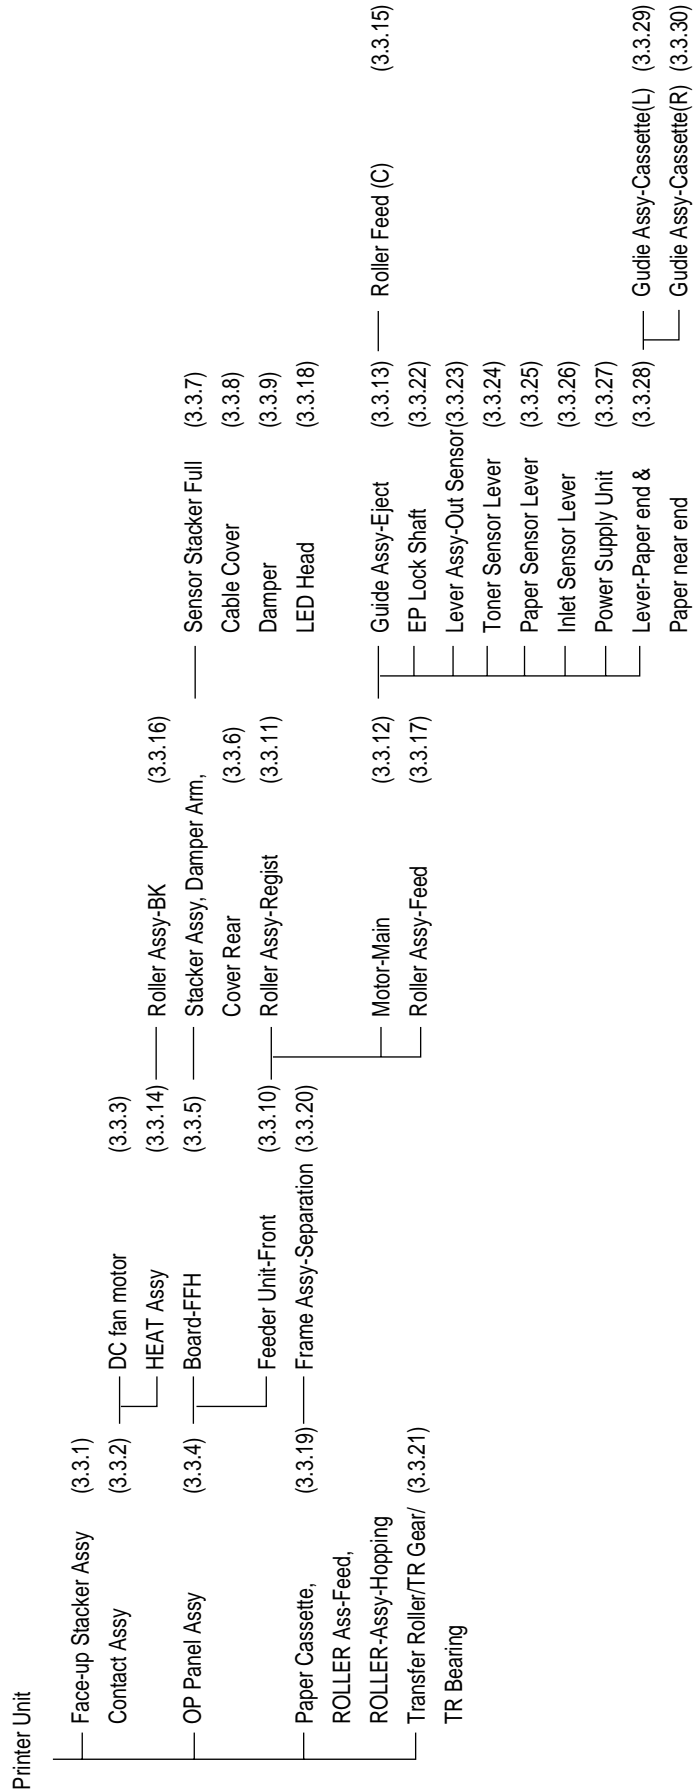 Printer Unit
Face-up Stacker Assy (3.3.1)
Contact Assy (3.3.2) DC fan motor (3.3.3)
HEAT Assy (3.3.14) Roller Assy-BK (3.3.16)
OP Panel Assy (3.3.4) Board-FFH (3.3.5) Stacker Assy, Damper Arm, Sensor Stacker Full (3.3.7)
Cover Rear (3.3.6) Cable Cover (3.3.8)
Feeder Unit-Front (3.3.10) Roller Assy-Regist (3.3.11) Damper (3.3.9)
Paper Cassette, (3.3.19) Frame Assy-Separation (3.3.20) LED Head (3.3.18)
ROLLER Ass-Feed,
ROLLER-Assy-Hopping Motor-Main (3.3.12) Guide Assy-Eject (3.3.13) Roller Feed (C) (3.3.15)
Transfer Roller/TR Gear/ (3.3.21) Roller Assy-Feed (3.3.17) EP Lock Shaft (3.3.22)
TR Bearing Lever Assy-Out Sensor (3.3.23)
Toner Sensor Lever (3.3.24)
Paper Sensor Lever (3.3.25)
Inlet Sensor Lever (3.3.26)
Power Supply Unit (3.3.27)
Lever-Paper end & (3.3.28) Gudie Assy-Cassette(L) (3.3.29)
Paper near end Gudie Assy-Cassette(R) (3.3.30)